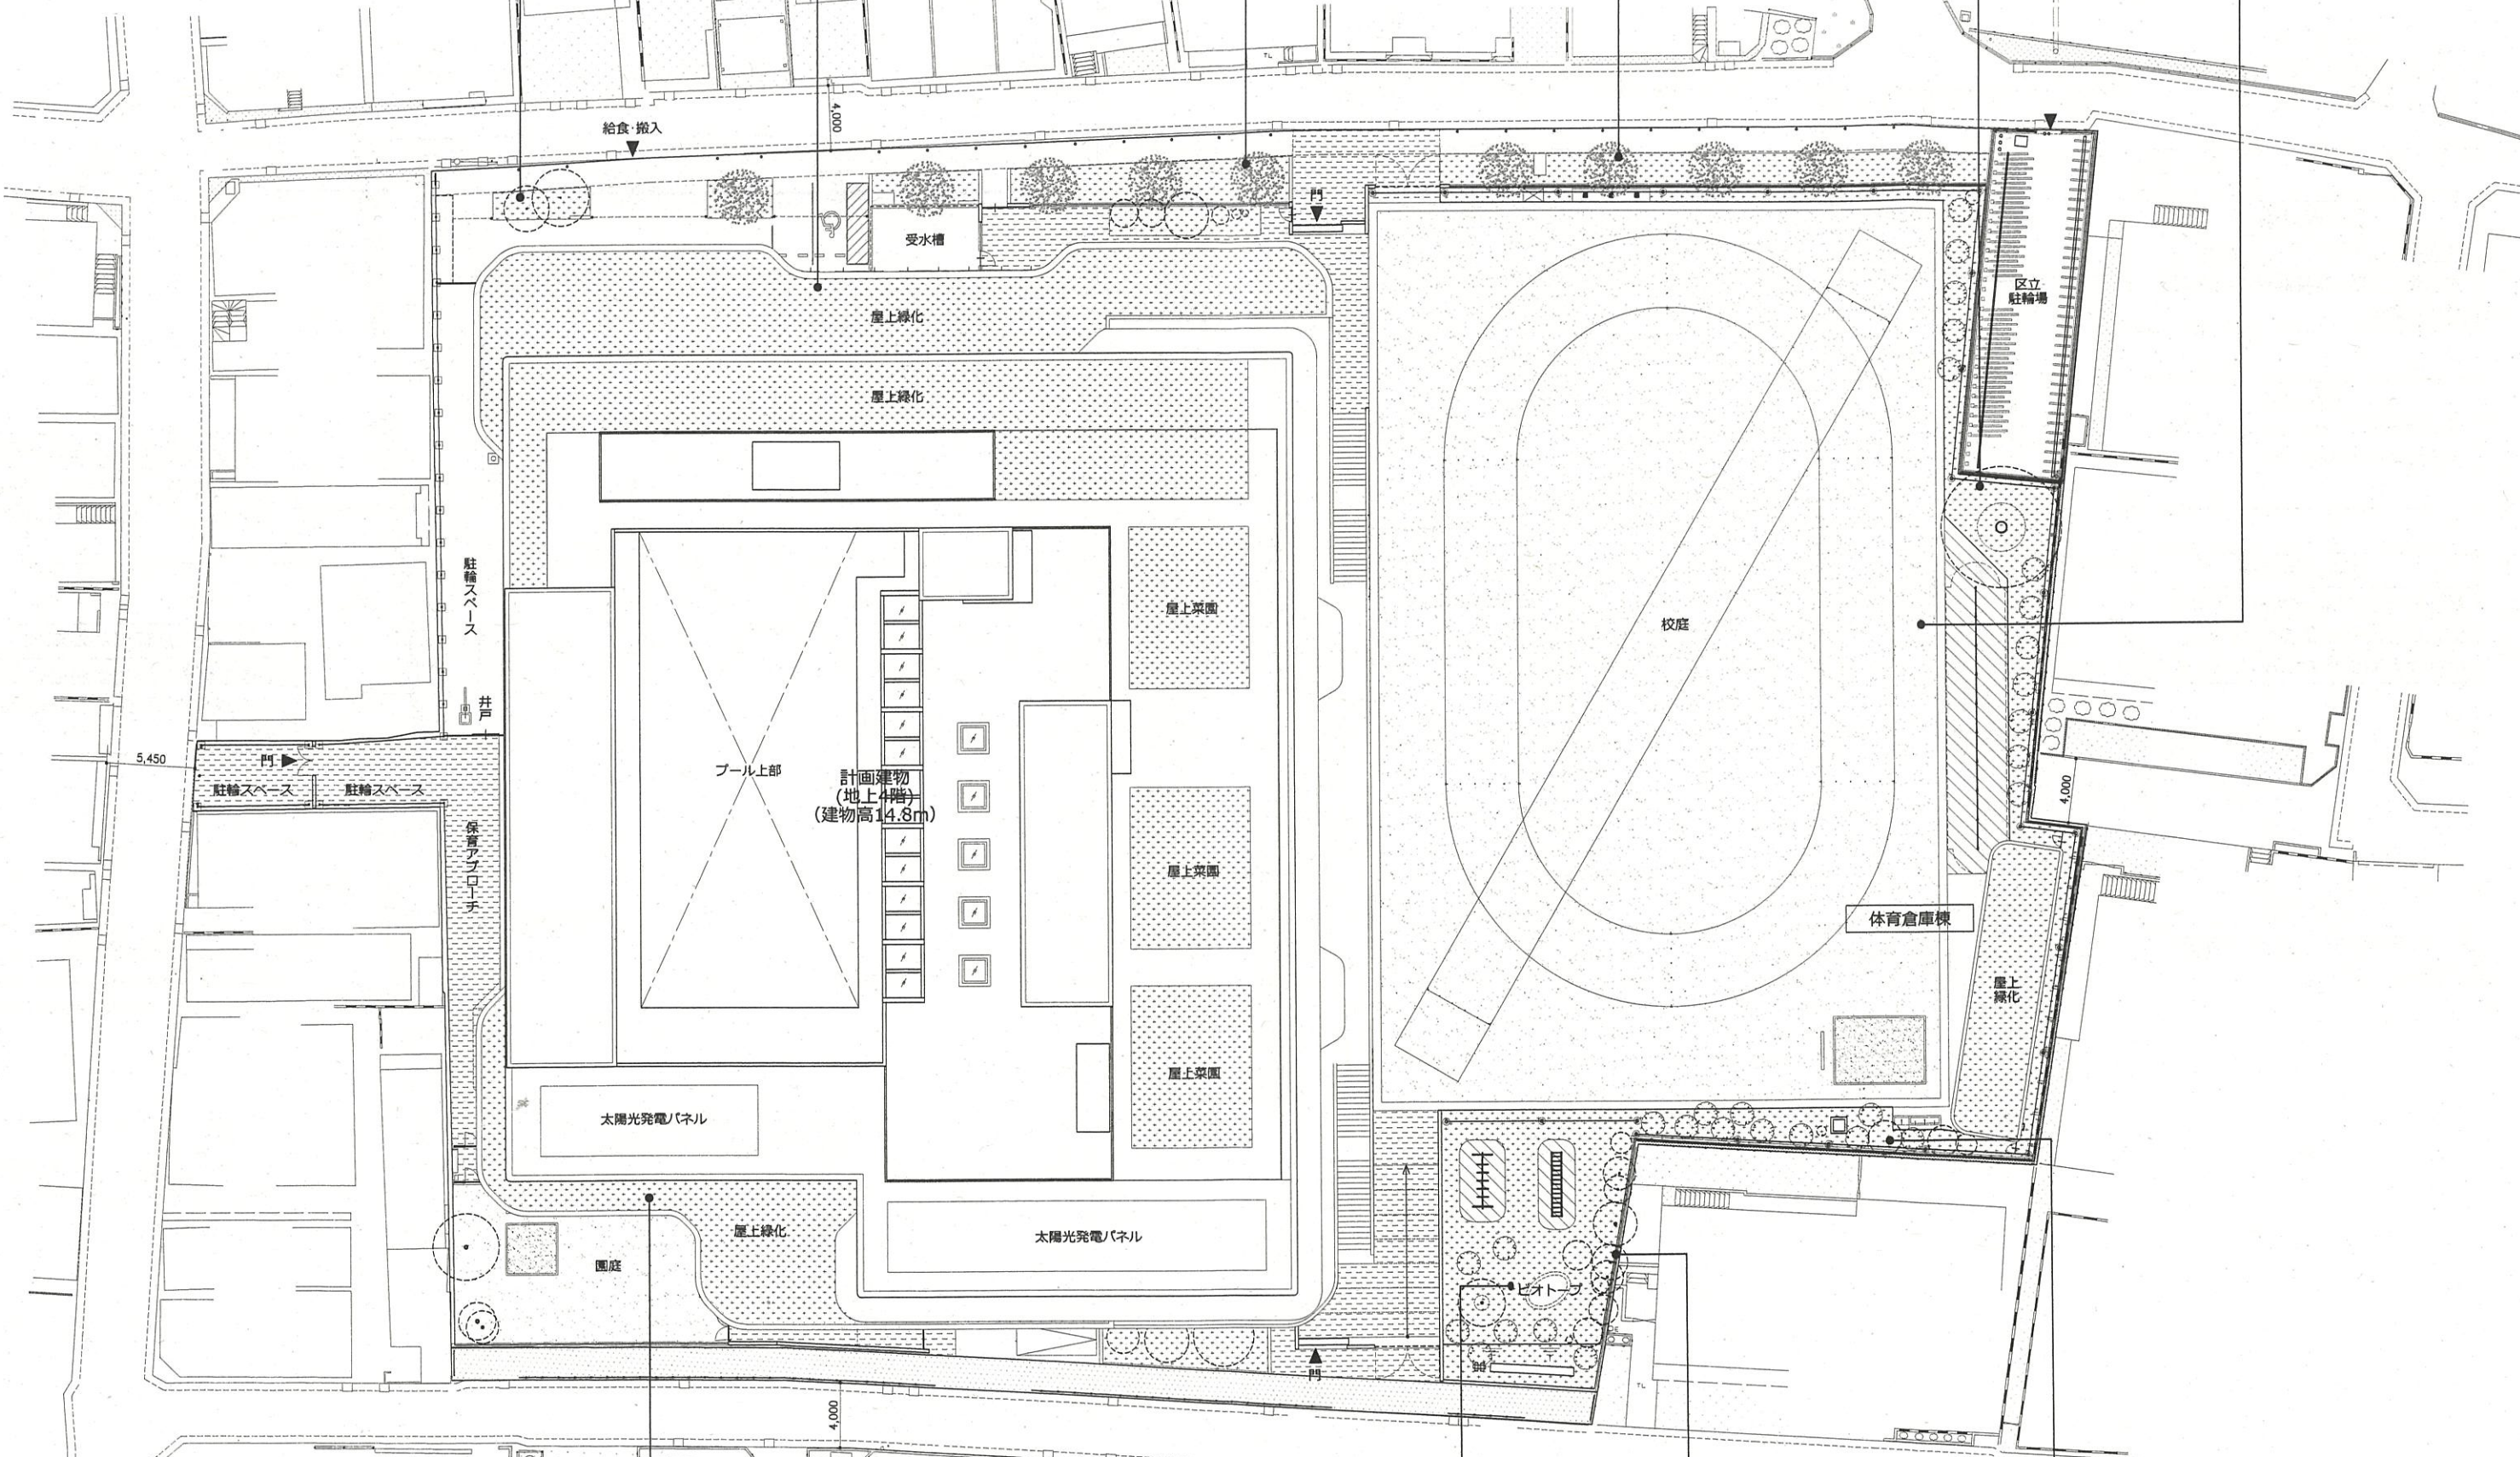 TL
4,000
給食・搬入
門
受水槽
区立
駐輪場
屋上緑化
屋上緑化
駐輪スペース
屋上菜園
校庭
井戸
5,450
門
駐輪スペース
駐輪スペース
プール上部
計画建物
(地上4階)
(建物高14.8m)
4,000
保育アプローチ
屋上菜園
体育倉庫棟
屋上
緑化
屋上菜園
太陽光発電パネル
屋上緑化
太陽光発電パネル
園庭
ビオトープ
門
TL
4,000